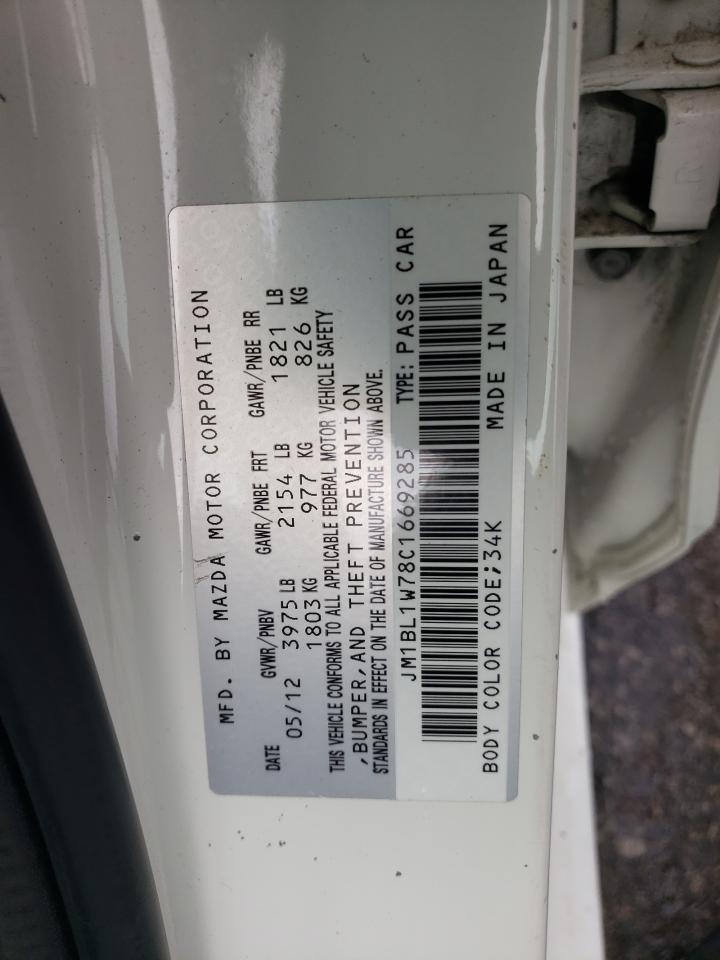 MFD. BY MAZDA MOTOR CORPORATION
DATE GVWR/PNBV GAWR/PNBE FRT GAWR/PNBE RR
05/12 3975 LB 2154 LB 1821 LB
1803 KG 977 KG 826 KG
THIS VEHICLE CONFORMS TO ALL APPLICABLE FEDERAL MOTOR VEHICLE SAFETY
,BUMPER,AND THEFT PREVENTION
STANDARDS IN EFFECT ON THE DATE OF MANUFACTURE SHOWN ABOVE.
JM1BL1W78C1669285 TYPE: PASS CAR
BODY COLOR CODE;34K MADE IN JAPAN